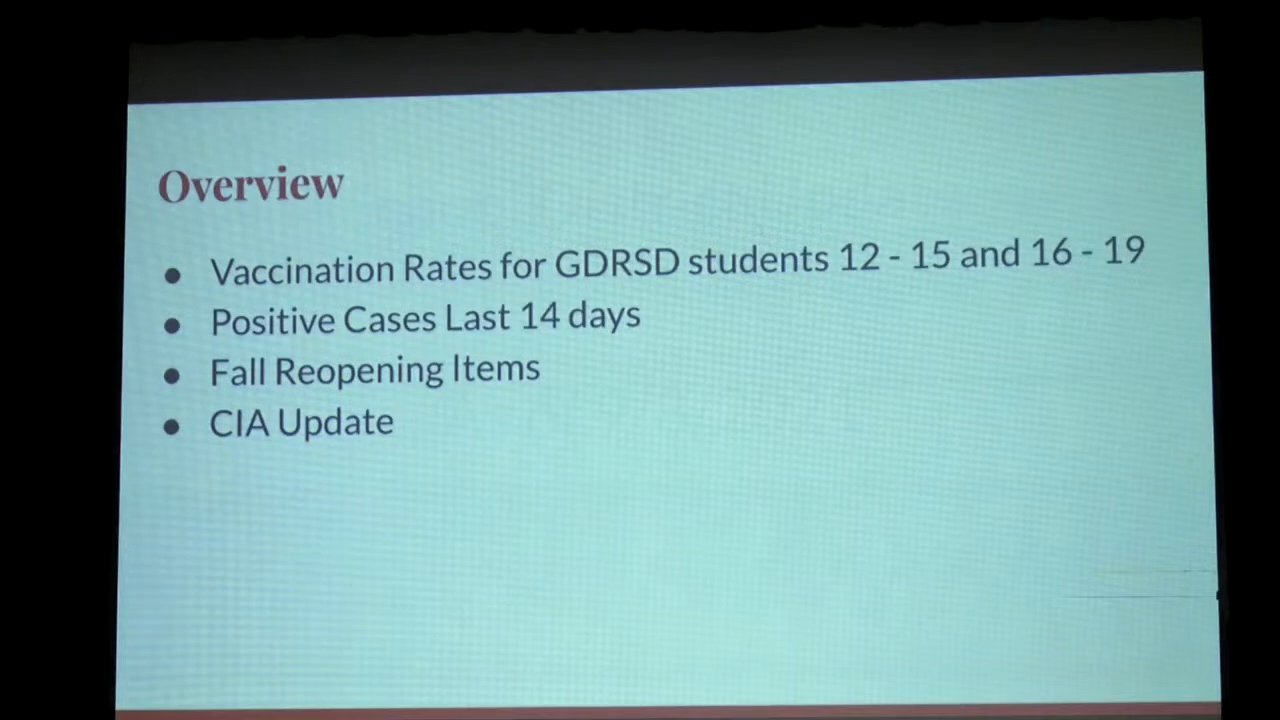 Overview
● Vaccination Rates for GDRSD students 12 - 15 and 16 - 19
● Positive Cases Last 14 days
● Fall Reopening Items
● CIA Update